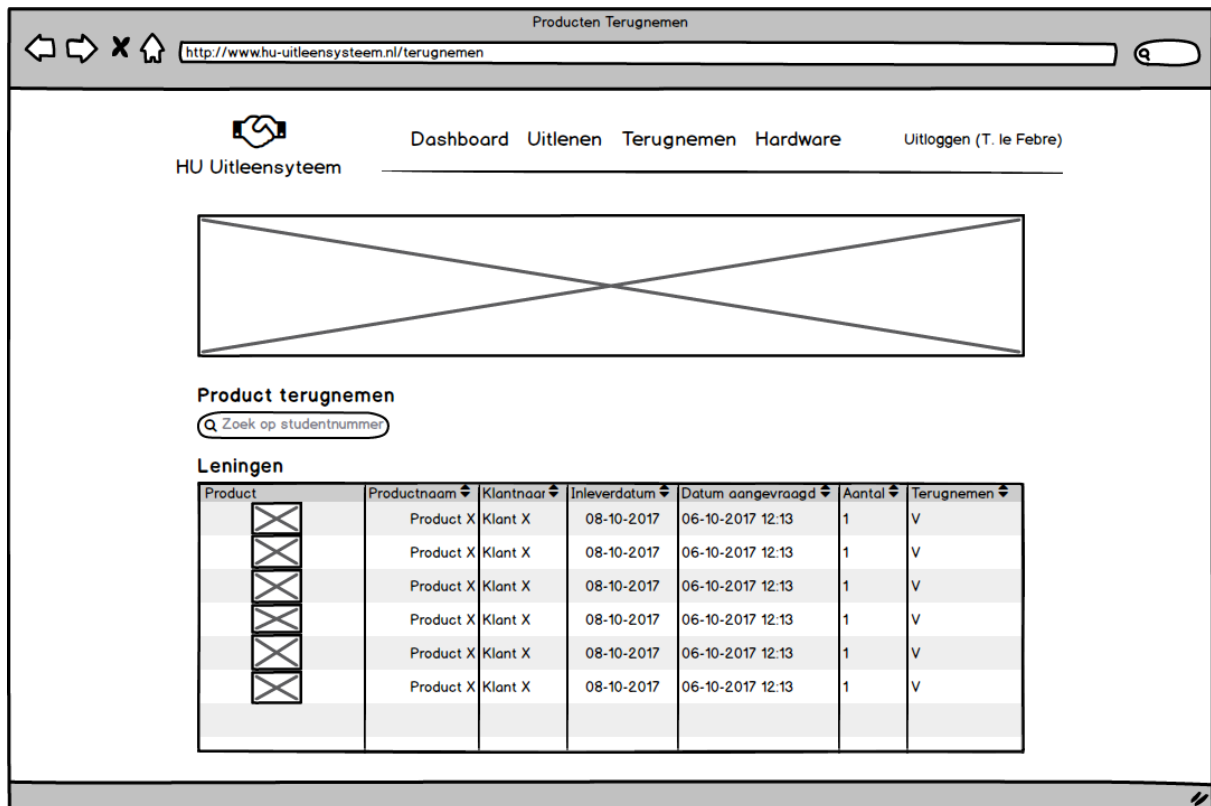 Producten Terugnemen
http://www.hu-uitleensysteem.nl/terugnemen
HU Uitleensyteem
Dashboard Uitlenen Terugnemen Hardware Uitloggen (T. le Febre)
Product terugnemen
Zoek op studentnummer
Leningen
Product Productnaam Klantnaar Inleverdatum Datum aangevraagd Aantal Terugnemen
Product X Klant X 08-10-2017 06-10-2017 12:13 1 V
Product X Klant X 08-10-2017 06-10-2017 12:13 1 V
Product X Klant X 08-10-2017 06-10-2017 12:13 1 V
Product X Klant X 08-10-2017 06-10-2017 12:13 1 V
Product X Klant X 08-10-2017 06-10-2017 12:13 1 V
Product X Klant X 08-10-2017 06-10-2017 12:13 1 V